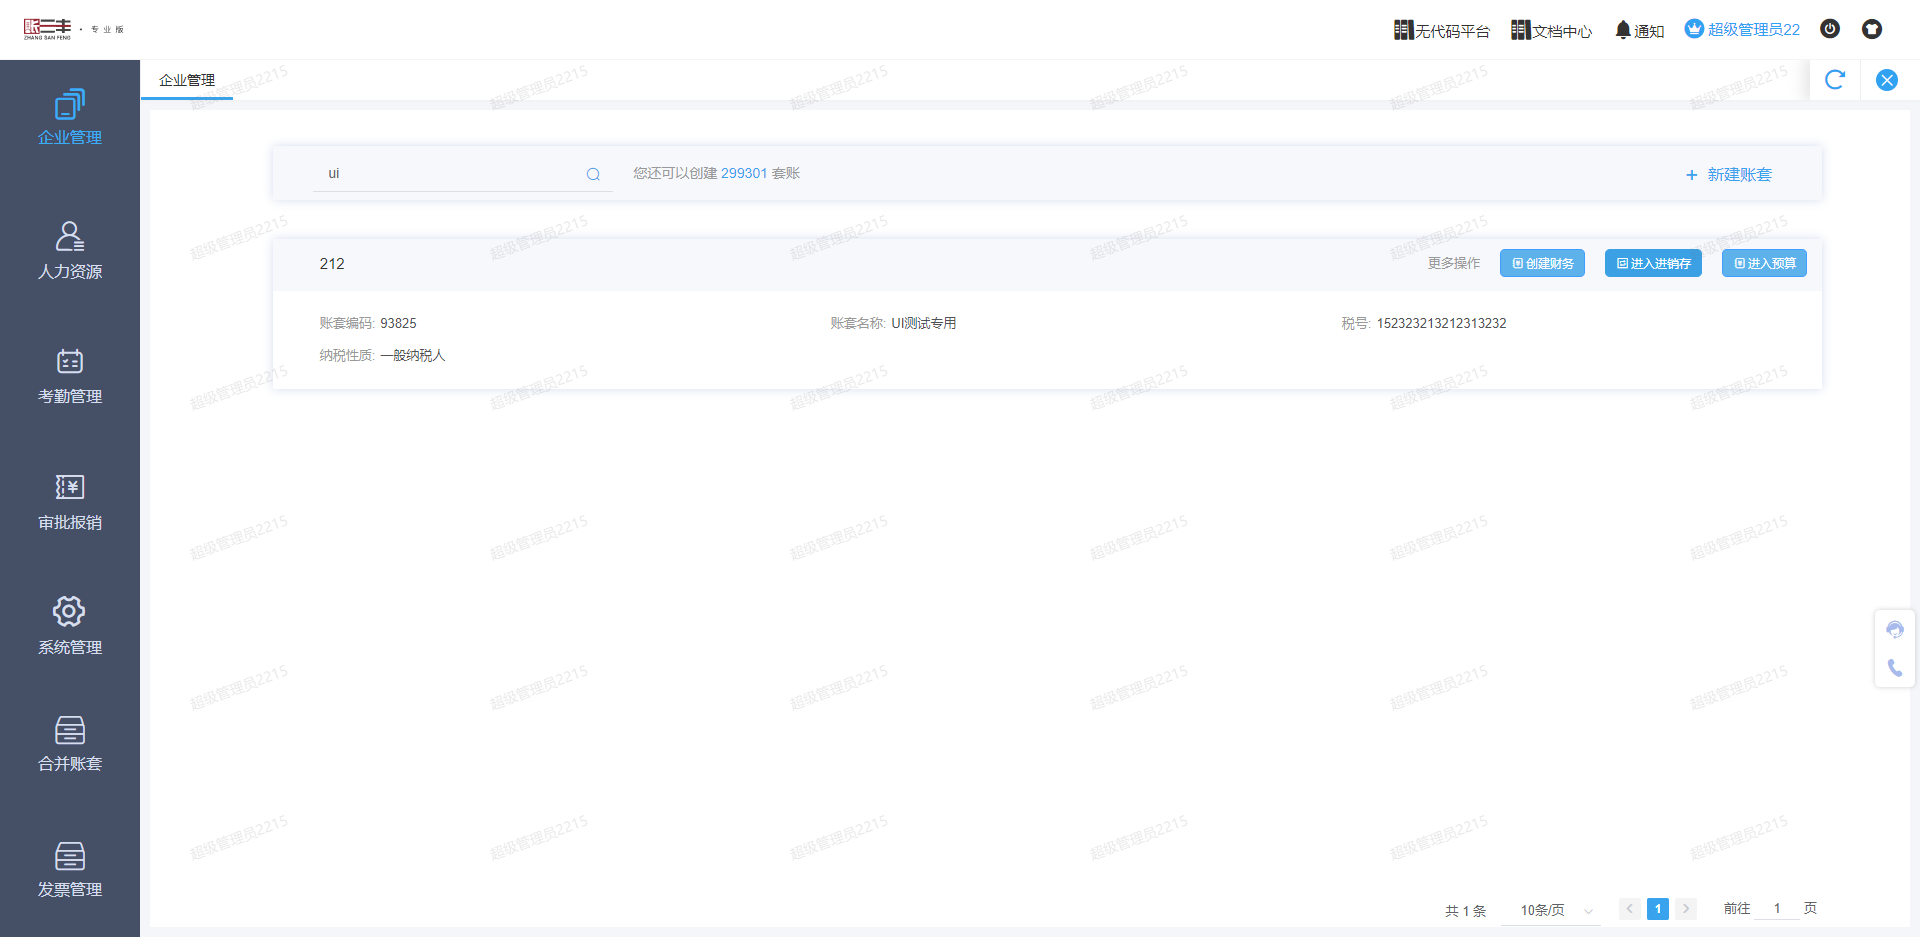 账三丰 · 专业版
ZHANG SAN FENG
无代码平台 文档中心 通知 超级管理员22
企业管理
企业管理
人力资源
考勤管理
审批报销
系统管理
合并账套
发票管理
ui 您还可以创建 299301 套账 + 新建账套
212 更多操作 创建财务 进入进销存 进入预算
账套编码: 93825 账套名称: UI测试专用 税号: 152323213212313232
纳税性质: 一般纳税人
共 1 条 10条/页 1 前往 1 页
超级管理员2215